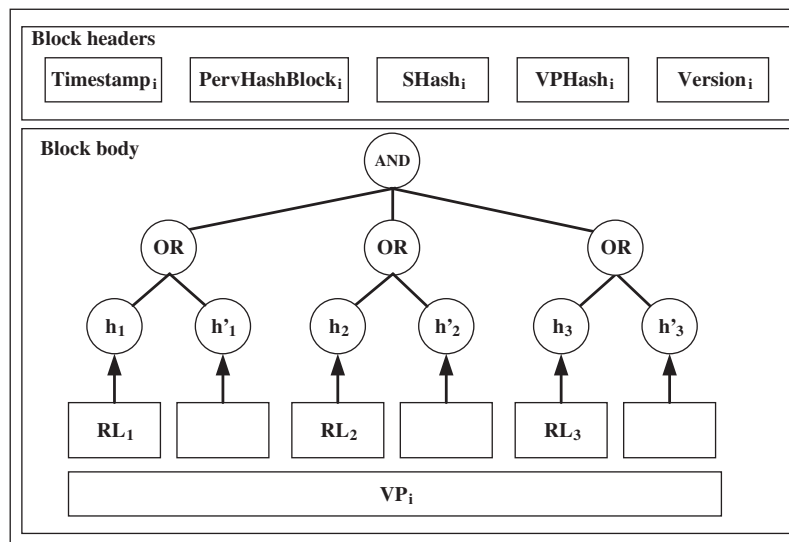 Block headers
Timestampᵢ PervHashBlockᵢ SHashᵢ VPHashᵢ Versionᵢ
Block body
AND
OR OR OR
h₁ h'₁ h₂ h'₂ h₃ h'₃
RL₁ RL₂ RL₃
VPᵢ